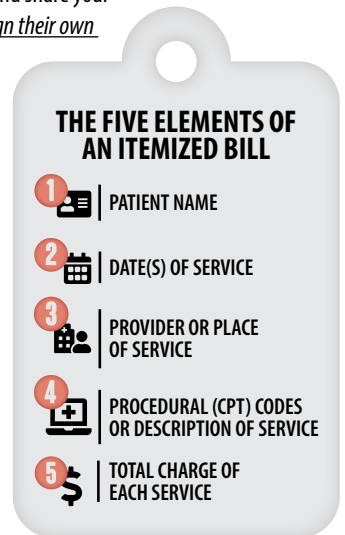 nd share your
gn their own
THE FIVE ELEMENTS OF
AN ITEMIZED BILL
1
PATIENT NAME
2
DATE(S) OF SERVICE
3
PROVIDER OR PLACE
OF SERVICE
4
PROCEDURAL (CPT) CODES
OR DESCRIPTION OF SERVICE
5
TOTAL CHARGE OF
EACH SERVICE